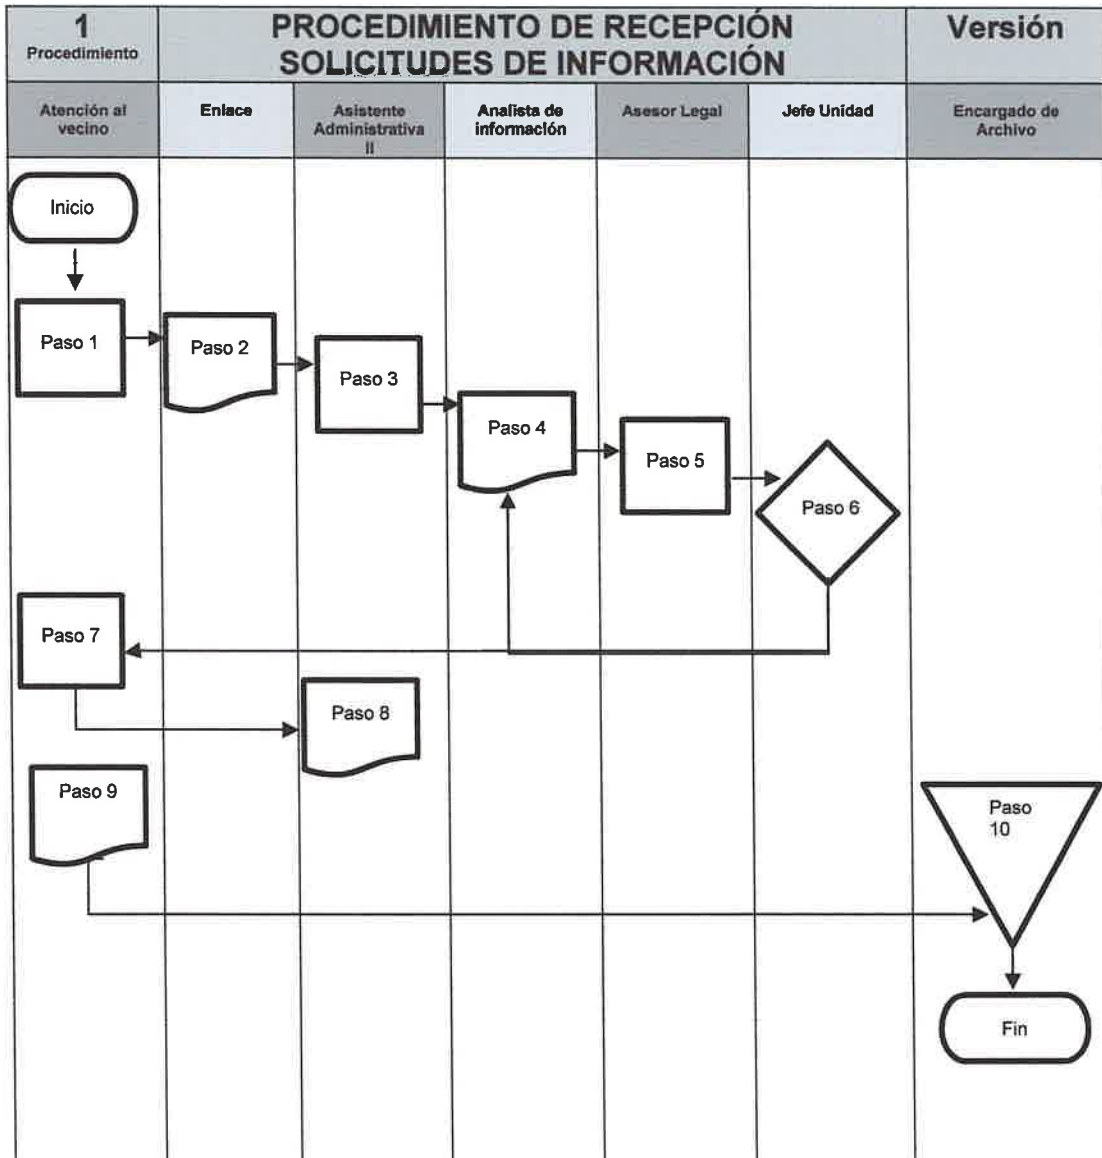 1
Procedimiento
PROCEDIMIENTO DE RECEPCIÓN
SOLICITUDES DE INFORMACIÓN
Versión
Atención al
vecino
Enlace
Asistente
Administrativa
II
Analista de
información
Asesor Legal
Jefe Unidad
Encargado de
Archivo
Inicio
Paso 1
Paso 2
Paso 3
Paso 4
Paso 5
Paso 6
Paso 7
Paso 8
Paso 9
Paso
10
Fin